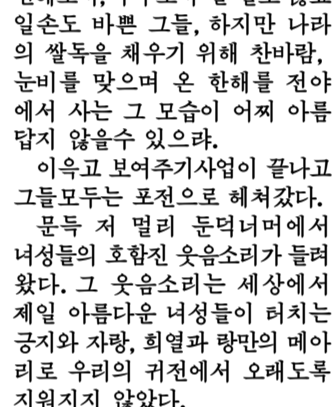 일손도 바쁜 그들, 하지만 나라
의 쌀독을 채우기 위해 찬바람,
눈비를 맞으며 온 한해를 전야
에서 사는 그 모습이 어찌 아름
답지 않을수 있으랴.
이윽고 보여주기사업이 끝나고
그들모두는 포전으로 헤쳐갔다.
문득 저 멀리 둔덕너머에서
녀성들의 호함진 웃음소리가 들려
왔다. 그 웃음소리는 세상에서
제일 아름다운 녀성들이 터치는
긍지와 자랑, 희열과 랑만의 메아
리로 우리의 귀전에서 오래도록
지워지지 않았다.